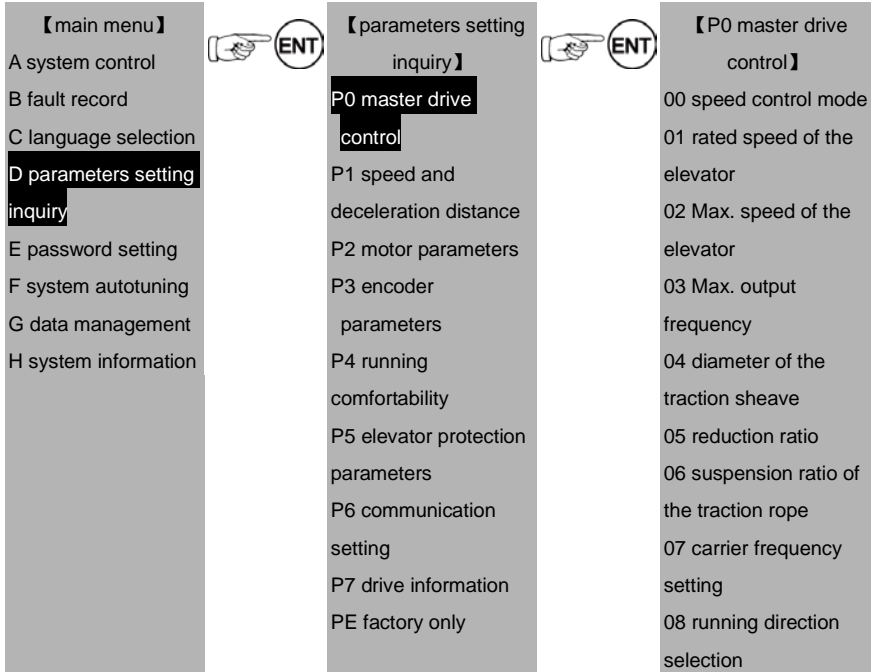 【main menu】
A system control
B fault record
C language selection
D parameters setting
inquiry
E password setting
F system autotuning
G data management
H system information
ENT
【parameters setting
inquiry】
P0 master drive
control
P1 speed and
deceleration distance
P2 motor parameters
P3 encoder
parameters
P4 running
comfortability
P5 elevator protection
parameters
P6 communication
setting
P7 drive information
PE factory only
ENT
【P0 master drive
control】
00 speed control mode
01 rated speed of the
elevator
02 Max. speed of the
elevator
03 Max. output
frequency
04 diameter of the
traction sheave
05 reduction ratio
06 suspension ratio of
the traction rope
07 carrier frequency
setting
08 running direction
selection